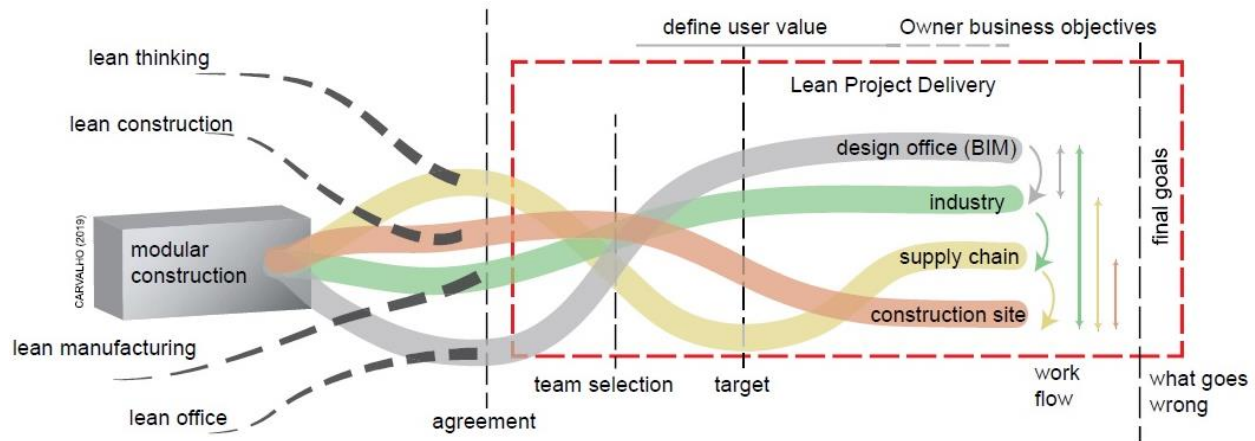 define user value
Owner business objectives
lean thinking
Lean Project Delivery
lean construction
design office (BIM)
industry
final goals
CARVALHO (2019)
modular
construction
supply chain
construction site
lean manufacturing
lean office
agreement
team selection
target
work
flow
what goes
wrong